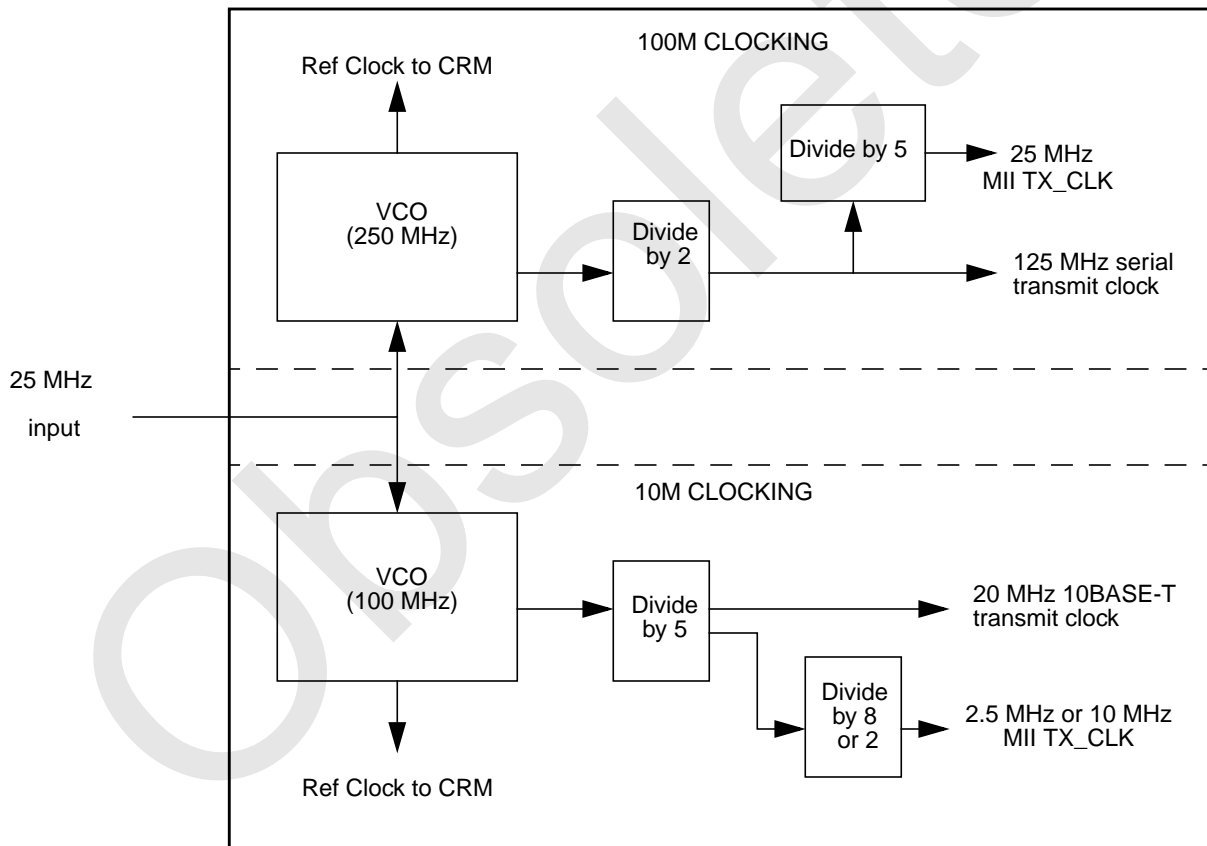 100M CLOCKING
Ref Clock to CRM
Divide by 5
25 MHz
MII TX_CLK
VCO
(250 MHz)
Divide
by 2
125 MHz serial
transmit clock
25 MHz
input
10M CLOCKING
VCO
(100 MHz)
Divide
by 5
20 MHz 10BASE-T
transmit clock
Divide
by 8
or 2
2.5 MHz or 10 MHz
MII TX_CLK
Ref Clock to CRM
Obsolete